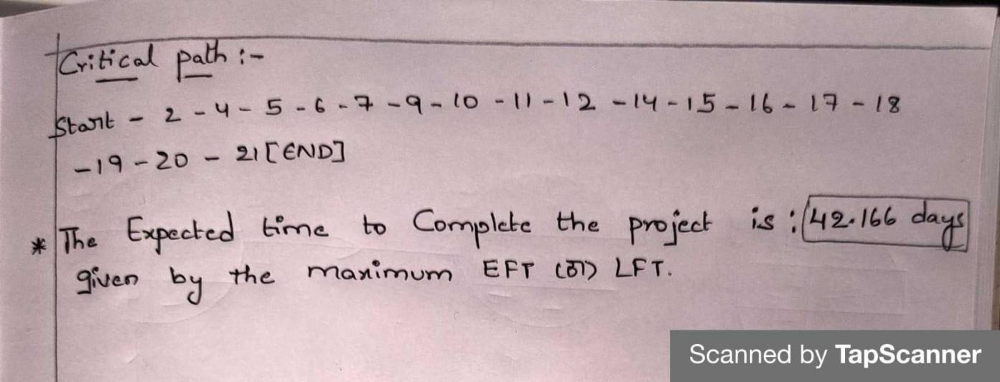 Critical path :-
Start - 2 - 4 - 5 - 6 - 7 - 9 - 10 - 11 - 12 - 14 - 15 - 16 - 17 - 18
- 19 - 20 - 21 [END]
* The Expected time to Complete the project is : 42.166 days
given by the maximum EFT (or) LFT.
Scanned by TapScanner